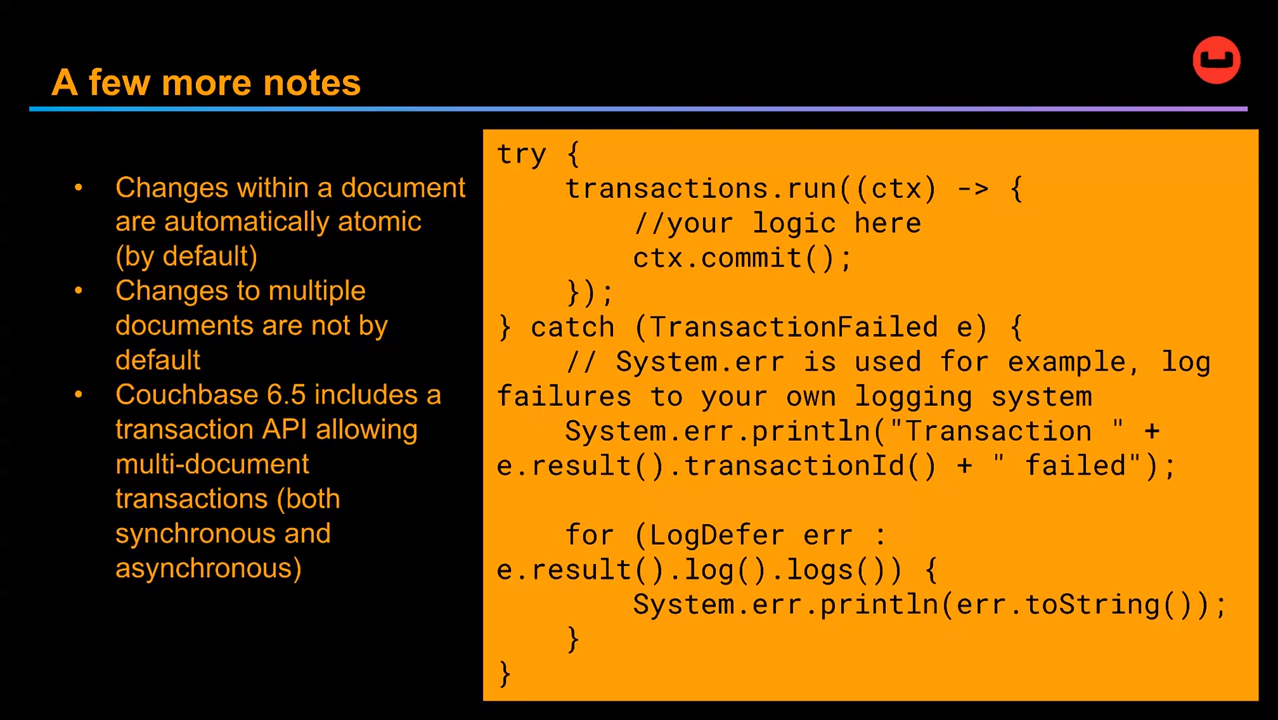 A few more notes
• Changes within a document
are automatically atomic
(by default)
• Changes to multiple
documents are not by
default
• Couchbase 6.5 includes a
transaction API allowing
multi-document
transactions (both
synchronous and
asynchronous)
try {
    transactions.run((ctx) -> {
        //your logic here
        ctx.commit();
    });
} catch (TransactionFailed e) {
    // System.err is used for example, log
failures to your own logging system
    System.err.println("Transaction " +
e.result().transactionId() + " failed");
    for (LogDefer err :
e.result().log().logs()) {
        System.err.println(err.toString());
    }
}